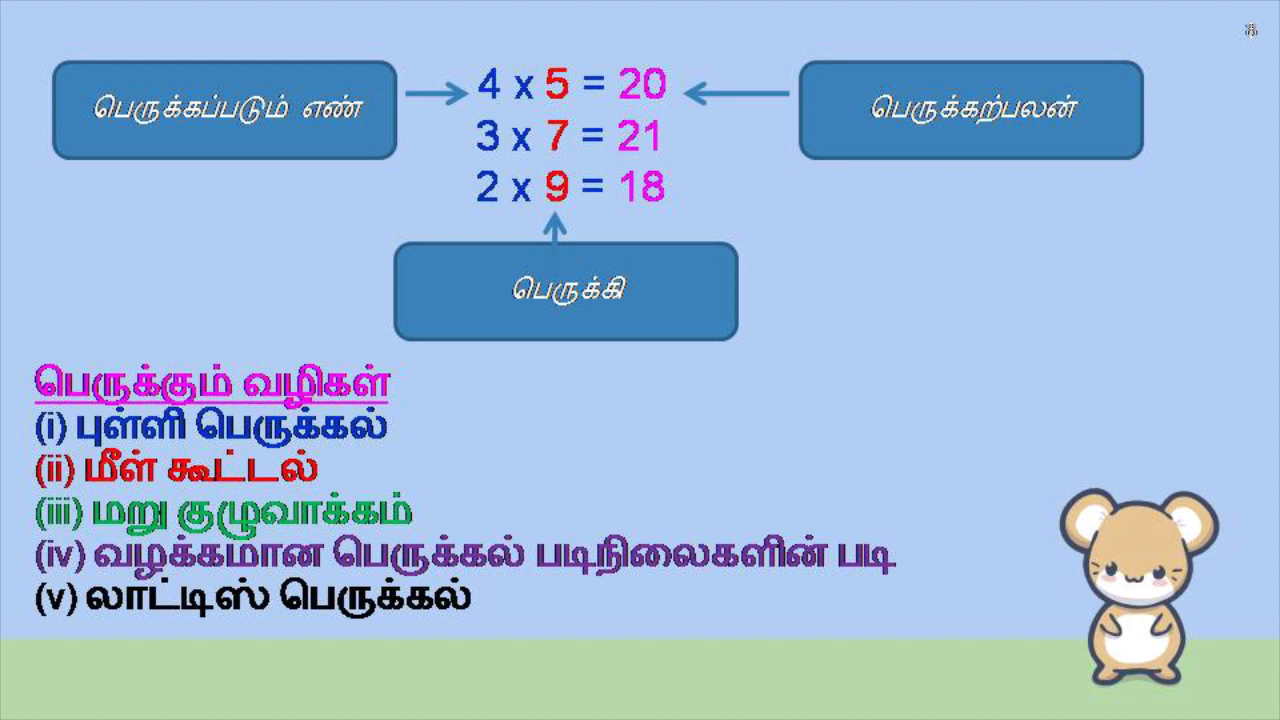 பெருக்கப்படும் எண்
4 x 5 = 20
பெருக்கற்பலன்
3 x 7 = 21
2 x 9 = 18
பெருக்கி
பெருக்கும் வழிகள்
(i) புள்ளி பெருக்கல்
(ii) மீள் கூட்டல்
(iii) மறு குழுவாக்கம்
(iv) வழக்கமான பெருக்கல் படிநிலைகளின் படி
(v) லாட்டிஸ் பெருக்கல்